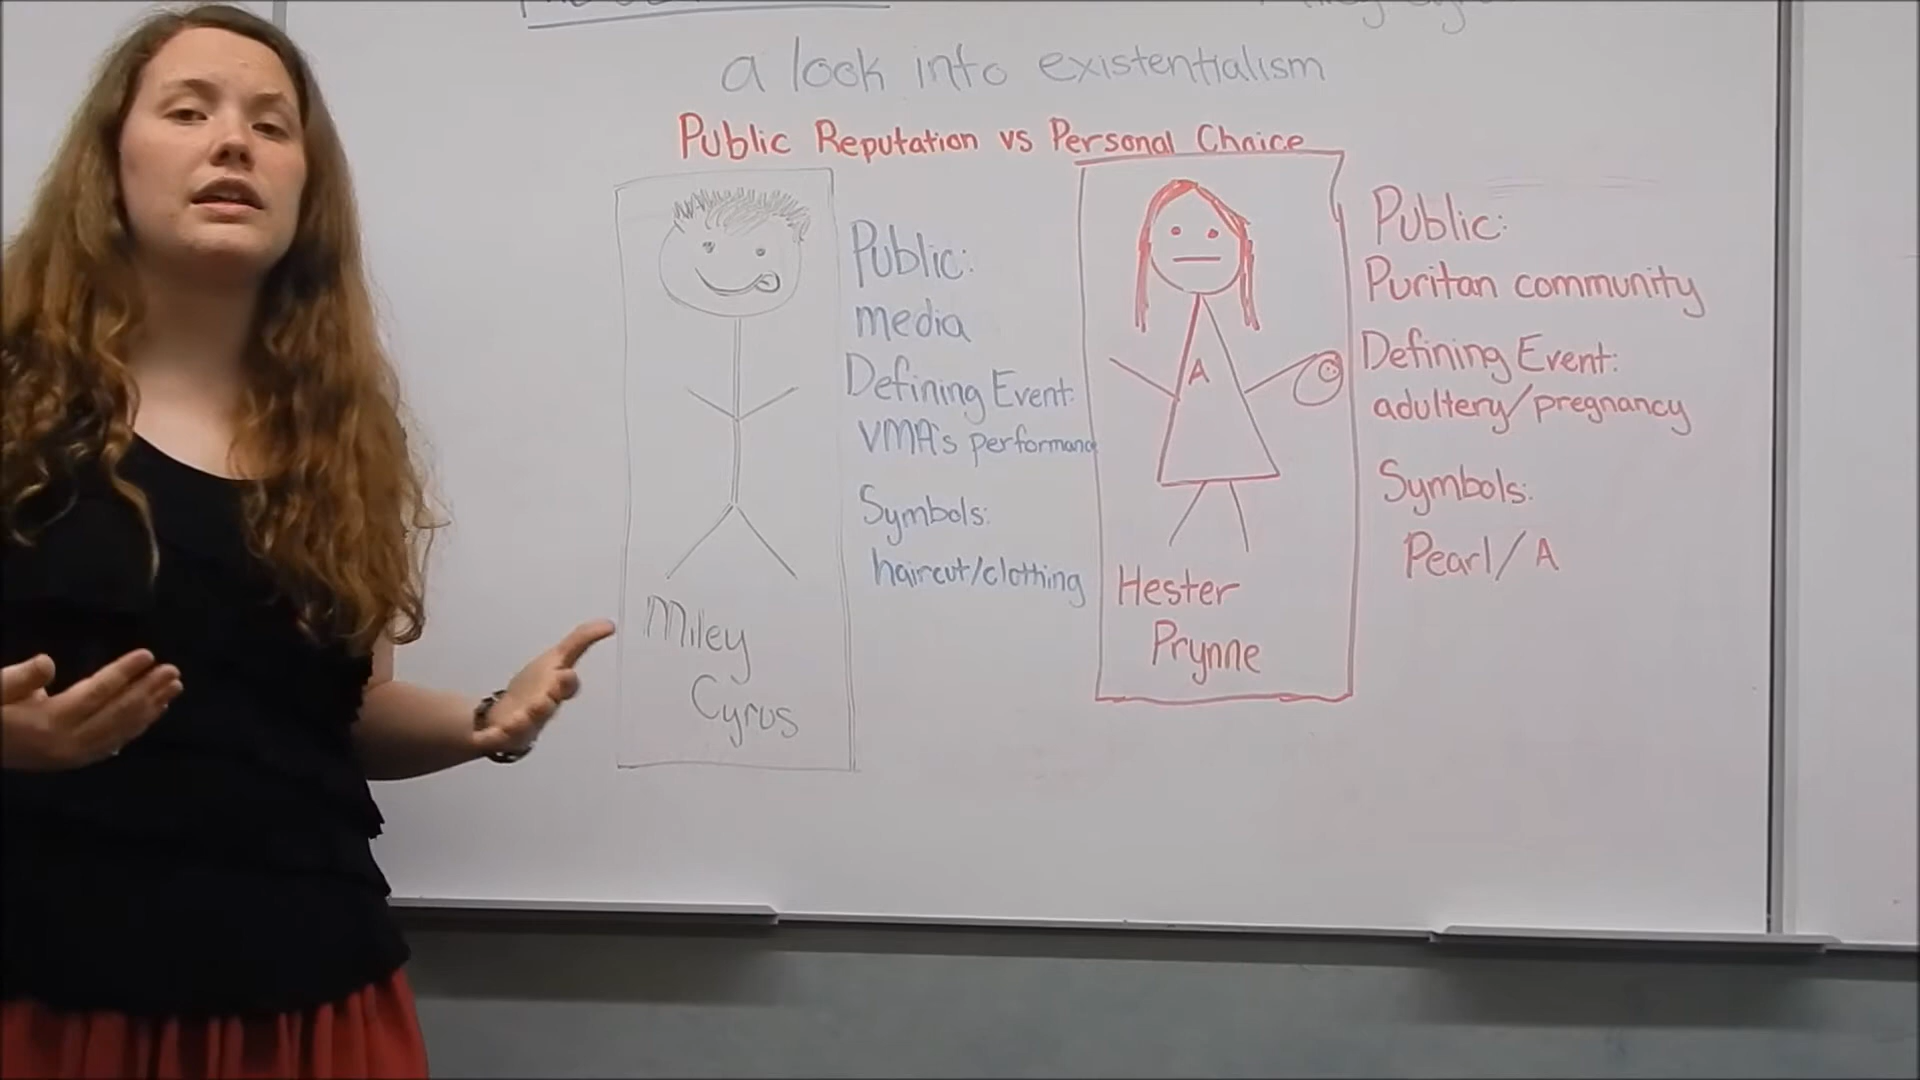 a look into existentialism
Public Reputation vs Personal Choice
Public:
media
Defining Event:
VMA's performanc
Symbols:
haircut/clothing
Miley
Cyrus
A
Hester
Prynne
Public:
Puritan community
Defining Event:
adultery/pregnancy
Symbols:
Pearl/A